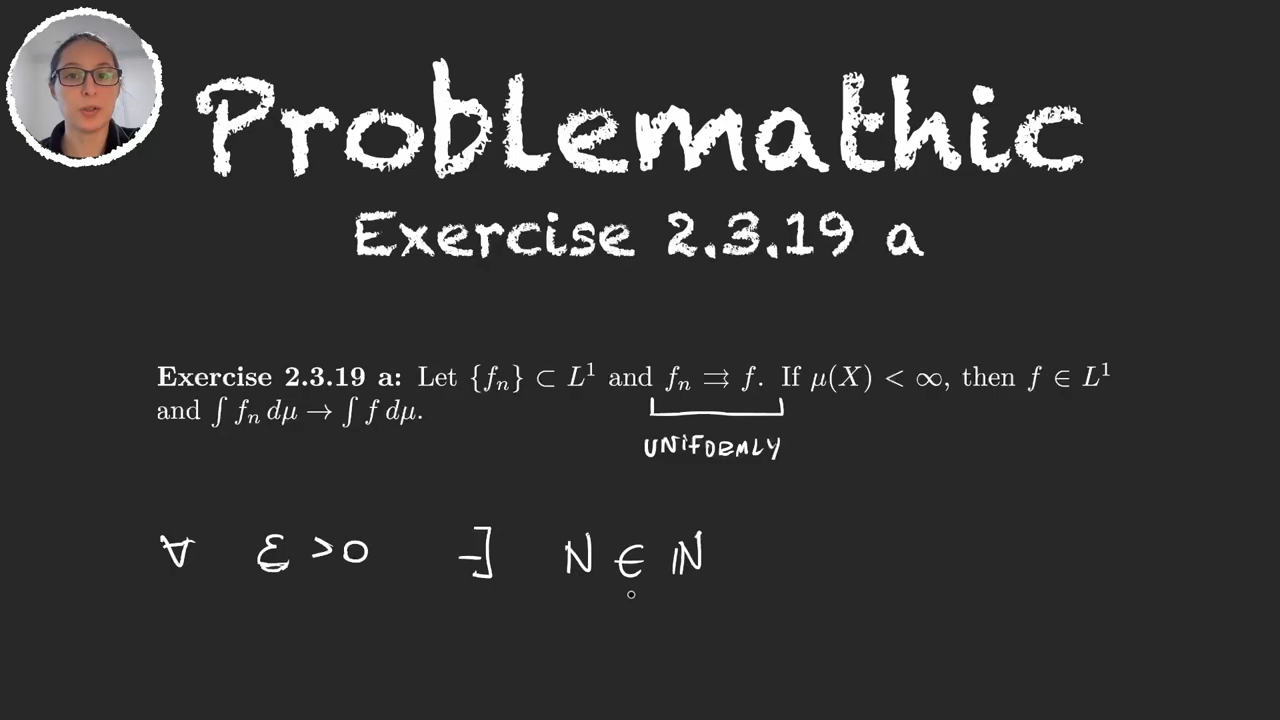 Problemathic
Exercise 2.3.19 a
Exercise 2.3.19 a: Let {fₙ} ⊂ L¹ and fₙ ⇉ f. If μ(X) < ∞, then f ∈ L¹
and ∫ fₙ dμ → ∫ f dμ.
UNIFORMLY
∀ ε > 0 ∃ N ∈ ℕ